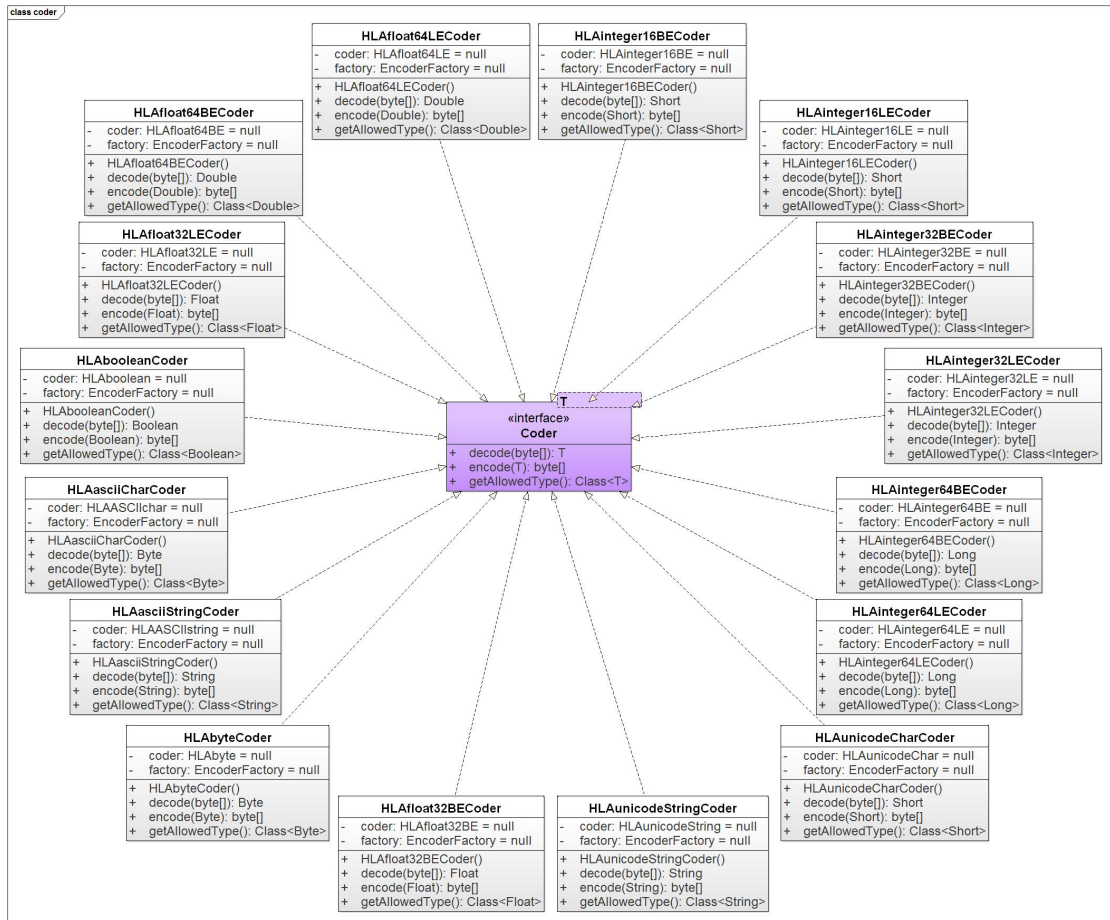 class coder
HLAfloat64LECoder
- coder: HLAfloat64LE = null
- factory: EncoderFactory = null
+ HLAfloat64LECoder()
+ decode(byte[]): Double
+ encode(Double): byte[]
+ getAllowedType(): Class<Double>
HLAinteger16BECoder
- coder: HLAinteger16BE = null
- factory: EncoderFactory = null
+ HLAinteger16BECoder()
+ decode(byte[]): Short
+ encode(Short): byte[]
+ getAllowedType(): Class<Short>
HLAfloat64BECoder
- coder: HLAfloat64BE = null
- factory: EncoderFactory = null
+ HLAfloat64BECoder()
+ decode(byte[]): Double
+ encode(Double): byte[]
+ getAllowedType(): Class<Double>
HLAinteger16LECoder
- coder: HLAinteger16LE = null
- factory: EncoderFactory = null
+ HLAinteger16LECoder()
+ decode(byte[]): Short
+ encode(Short): byte[]
+ getAllowedType(): Class<Short>
HLAfloat32LECoder
- coder: HLAfloat32LE = null
- factory: EncoderFactory = null
+ HLAfloat32LECoder()
+ decode(byte[]): Float
+ encode(Float): byte[]
+ getAllowedType(): Class<Float>
HLAinteger32BECoder
- coder: HLAinteger32BE = null
- factory: EncoderFactory = null
+ HLAinteger32BECoder()
+ decode(byte[]): Integer
+ encode(Integer): byte[]
+ getAllowedType(): Class<Integer>
HLAbooleanCoder
- coder: HLAboolean = null
- factory: EncoderFactory = null
+ HLAbooleanCoder()
+ decode(byte[]): Boolean
+ encode(Boolean): byte[]
+ getAllowedType(): Class<Boolean>
HLAinteger32LECoder
- coder: HLAinteger32LE = null
- factory: EncoderFactory = null
+ HLAinteger32LECoder()
+ decode(byte[]): Integer
+ encode(Integer): byte[]
+ getAllowedType(): Class<Integer>
T
«interface»
Coder
+ decode(byte[]): T
+ encode(T): byte[]
+ getAllowedType(): Class<T>
HLAasciiCharCoder
- coder: HLAASCIIchar = null
- factory: EncoderFactory = null
+ HLAasciiCharCoder()
+ decode(byte[]): Byte
+ encode(Byte): byte[]
+ getAllowedType(): Class<Byte>
HLAinteger64BECoder
- coder: HLAinteger64BE = null
- factory: EncoderFactory = null
+ HLAinteger64BECoder()
+ decode(byte[]): Long
+ encode(Long): byte[]
+ getAllowedType(): Class<Long>
HLAasciiStringCoder
- coder: HLAASCIIstring = null
- factory: EncoderFactory = null
+ HLAasciiStringCoder()
+ decode(byte[]): String
+ encode(String): byte[]
+ getAllowedType(): Class<String>
HLAinteger64LECoder
- coder: HLAinteger64LE = null
- factory: EncoderFactory = null
+ HLAinteger64LECoder()
+ decode(byte[]): Long
+ encode(Long): byte[]
+ getAllowedType(): Class<Long>
HLAbyteCoder
- coder: HLAbyte = null
- factory: EncoderFactory = null
+ HLAbyteCoder()
+ decode(byte[]): Byte
+ encode(Byte): byte[]
+ getAllowedType(): Class<Byte>
HLAunicodeCharCoder
- coder: HLAunicodeChar = null
- factory: EncoderFactory = null
+ HLAunicodeCharCoder()
+ decode(byte[]): Short
+ encode(Short): byte[]
+ getAllowedType(): Class<Short>
HLAfloat32BECoder
- coder: HLAfloat32BE = null
- factory: EncoderFactory = null
+ HLAfloat32BECoder()
+ decode(byte[]): Float
+ encode(Float): byte[]
+ getAllowedType(): Class<Float>
HLAunicodeStringCoder
- coder: HLAunicodeString = null
- factory: EncoderFactory = null
+ HLAunicodeStringCoder()
+ decode(byte[]): String
+ encode(String): byte[]
+ getAllowedType(): Class<String>